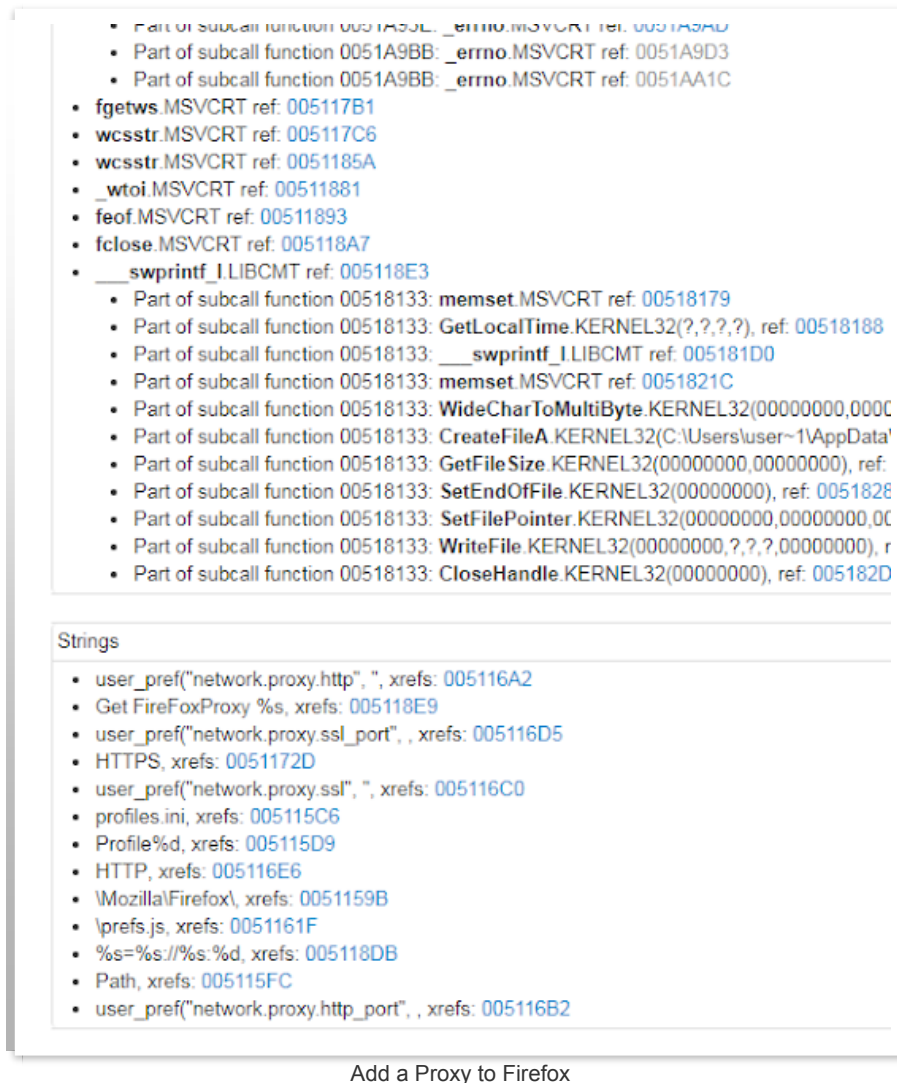 • Part of subcall function 0051A93E: _errno.MSVCRT ref: 0051A9AD
• Part of subcall function 0051A9BB: _errno.MSVCRT ref: 0051A9D3
• Part of subcall function 0051A9BB: _errno.MSVCRT ref: 0051AA1C
• fgetws.MSVCRT ref: 005117B1
• wcsstr.MSVCRT ref: 005117C6
• wcsstr.MSVCRT ref: 0051185A
• _wtoi.MSVCRT ref: 00511881
• feof.MSVCRT ref: 00511893
• fclose.MSVCRT ref: 005118A7
• ___swprintf_l.LIBCMT ref: 005118E3
• Part of subcall function 00518133: memset.MSVCRT ref: 00518179
• Part of subcall function 00518133: GetLocalTime.KERNEL32(?,?,?,?), ref: 00518188
• Part of subcall function 00518133: ___swprintf_l.LIBCMT ref: 005181D0
• Part of subcall function 00518133: memset.MSVCRT ref: 0051821C
• Part of subcall function 00518133: WideCharToMultiByte.KERNEL32(00000000,0000
• Part of subcall function 00518133: CreateFileA.KERNEL32(C:\Users\user~1\AppData\
• Part of subcall function 00518133: GetFileSize.KERNEL32(00000000,00000000), ref:
• Part of subcall function 00518133: SetEndOfFile.KERNEL32(00000000), ref: 0051828
• Part of subcall function 00518133: SetFilePointer.KERNEL32(00000000,00000000,00
• Part of subcall function 00518133: WriteFile.KERNEL32(00000000,?,?,?,00000000), r
• Part of subcall function 00518133: CloseHandle.KERNEL32(00000000), ref: 005182D
Strings
• user_pref("network.proxy.http", ", xrefs: 005116A2
• Get FireFoxProxy %s, xrefs: 005118E9
• user_pref("network.proxy.ssl_port", , xrefs: 005116D5
• HTTPS, xrefs: 0051172D
• user_pref("network.proxy.ssl", ", xrefs: 005116C0
• profiles.ini, xrefs: 005115C6
• Profile%d, xrefs: 005115D9
• HTTP, xrefs: 005116E6
• \Mozilla\Firefox\, xrefs: 0051159B
• \prefs.js, xrefs: 0051161F
• %s=%s://%s:%d, xrefs: 005118DB
• Path, xrefs: 005115FC
• user_pref("network.proxy.http_port", , xrefs: 005116B2
Add a Proxy to Firefox